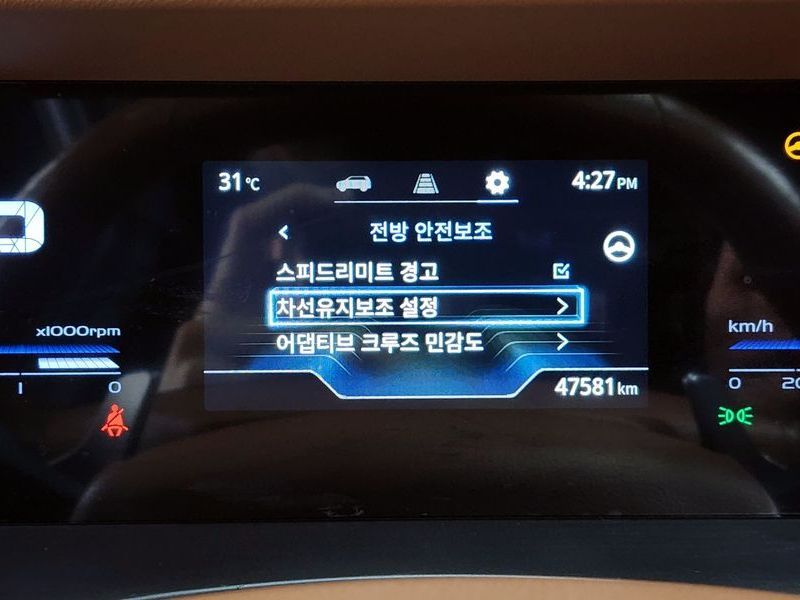 31°C
4:27PM
전방 안전보조
스피드리미트 경고
차선유지보조 설정
어댑티브 크루즈 민감도
47581km
x1000rpm
1 0
km/h
0 20